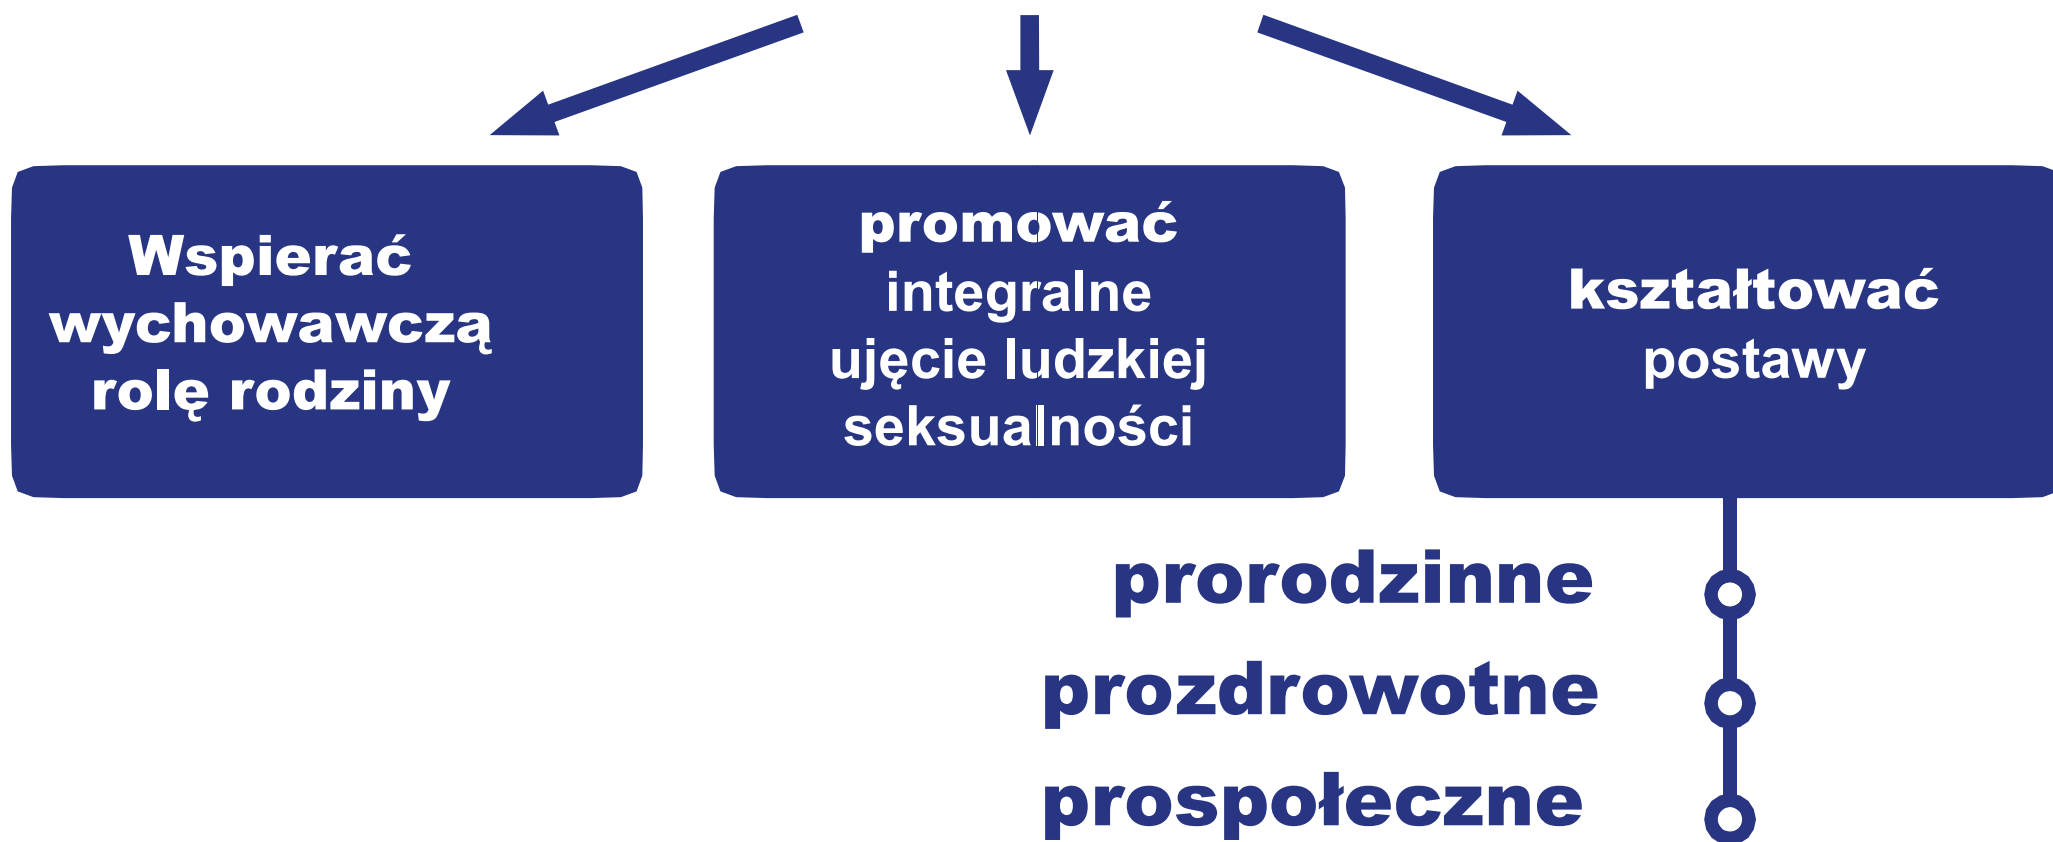 Wspierać
wychowawczą
rolę rodziny
promować
integralne
ujęcie ludzkiej
seksualności
kształtować
postawy
prorodzinne
prozdrowotne
prospołeczne